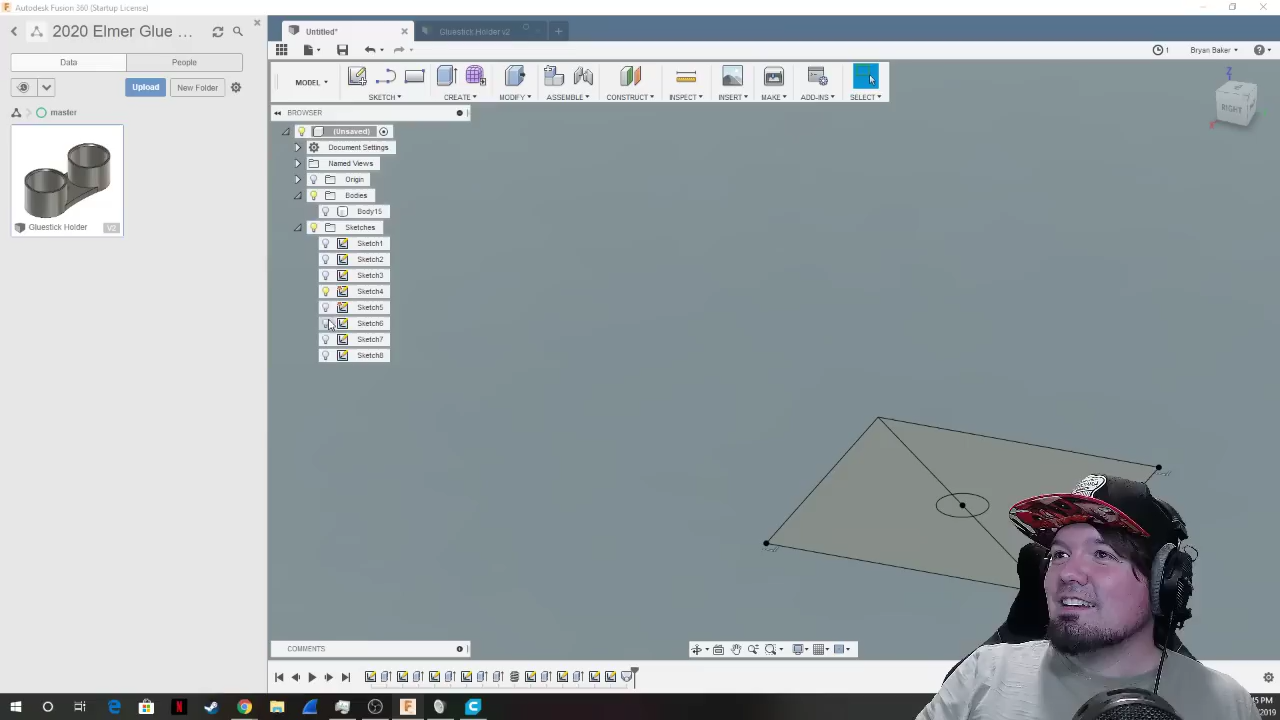 Autodesk Fusion 360 (Startup License)
2020 Elmer Glue ...
Data
People
Upload
New Folder
master
Gluestick Holder
V2
Untitled*
Gluestick Holder v2
1
Bryan Baker
MODEL
SKETCH
CREATE
MODIFY
ASSEMBLE
CONSTRUCT
INSPECT
INSERT
MAKE
ADD-INS
SELECT
BROWSER
(Unsaved)
Document Settings
Named Views
Origin
Bodies
Body15
Sketches
Sketch1
Sketch2
Sketch3
Sketch4
Sketch5
Sketch6
Sketch7
Sketch8
Z
RIGHT
COMMENTS